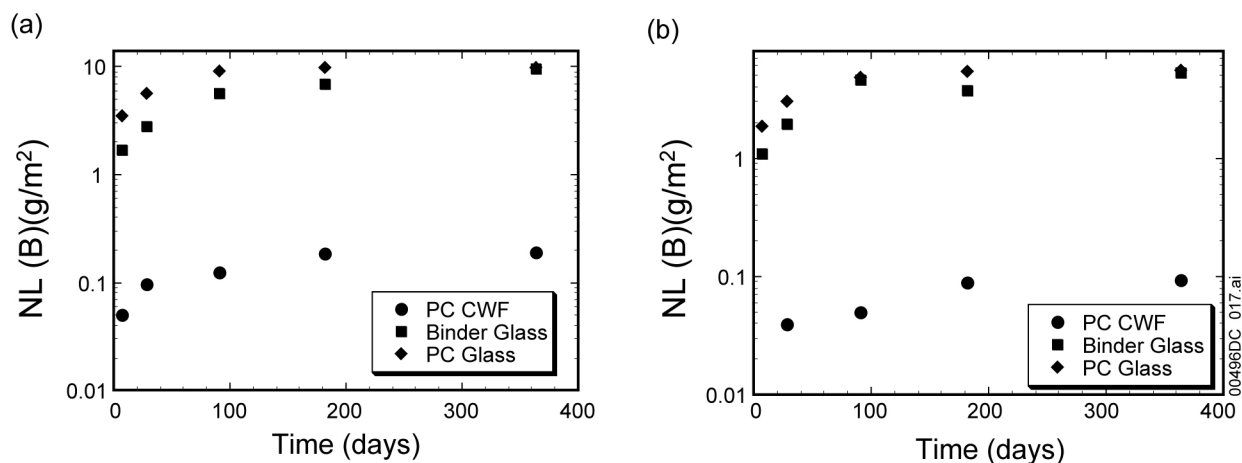 (a)
NL (B)(g/m²)
10
1
0.1
0.01
0
100
200
300
400
Time (days)
PC CWF
Binder Glass
PC Glass
(b)
NL (B)(g/m²)
1
0.1
0.01
0
100
200
300
400
Time (days)
PC CWF
Binder Glass
PC Glass
00496DC_017.ai